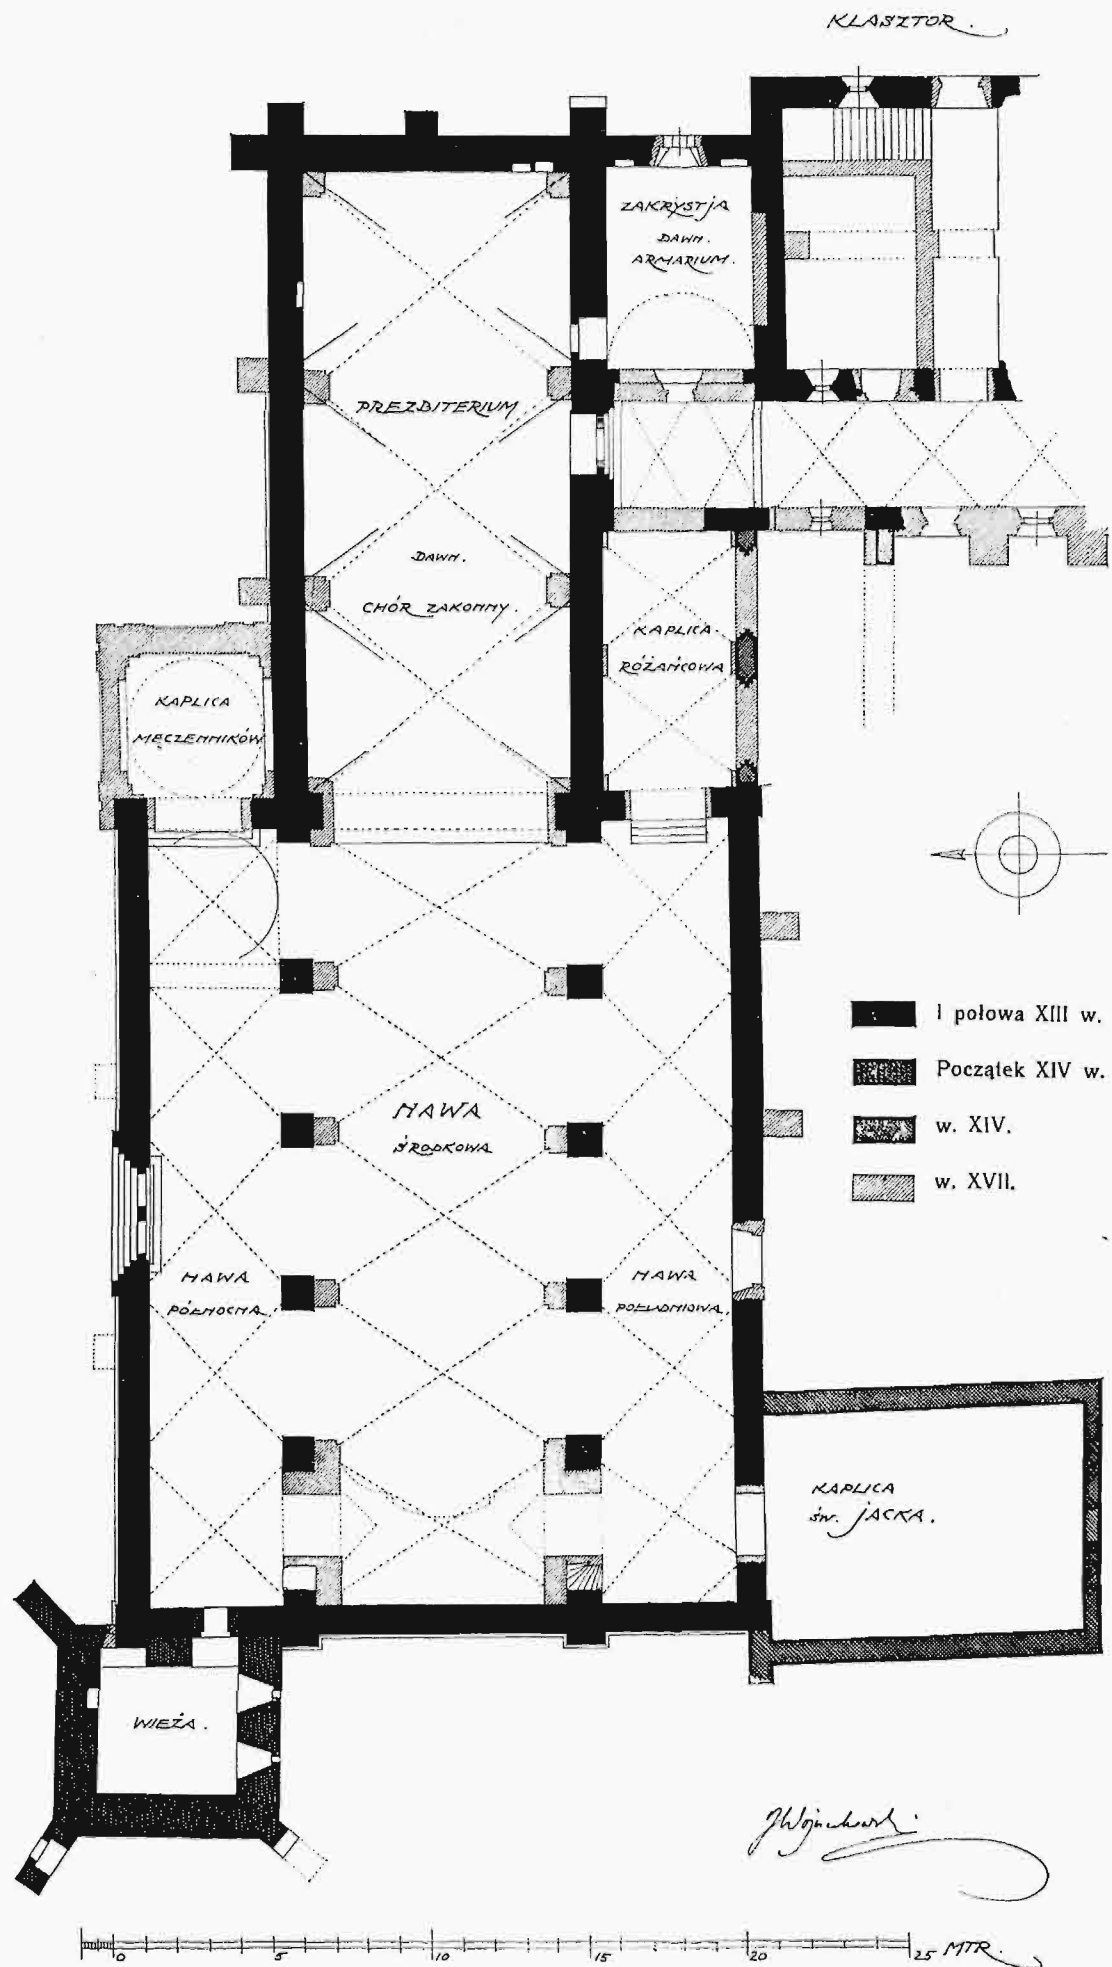 KLASZTOR.
ZAKRYSTJA
DAWN.
ARMARIUM.
PREZBITERIUM
DAWN.
CHÓR ZAKONNY.
KAPLICA
RÓŻAŃCOWA
KAPLICA
MĘCZENNIKÓW
I połowa XIII w.
Początek XIV w.
w. XIV.
w. XVII.
NAWA
ŚRODKOWA
NAWA
PÓŁNOCNA
NAWA
POŁUDNIOWA.
KAPLICA
św. JACKA.
WIEŻA.
0 5 10 15 20 25 MTR.